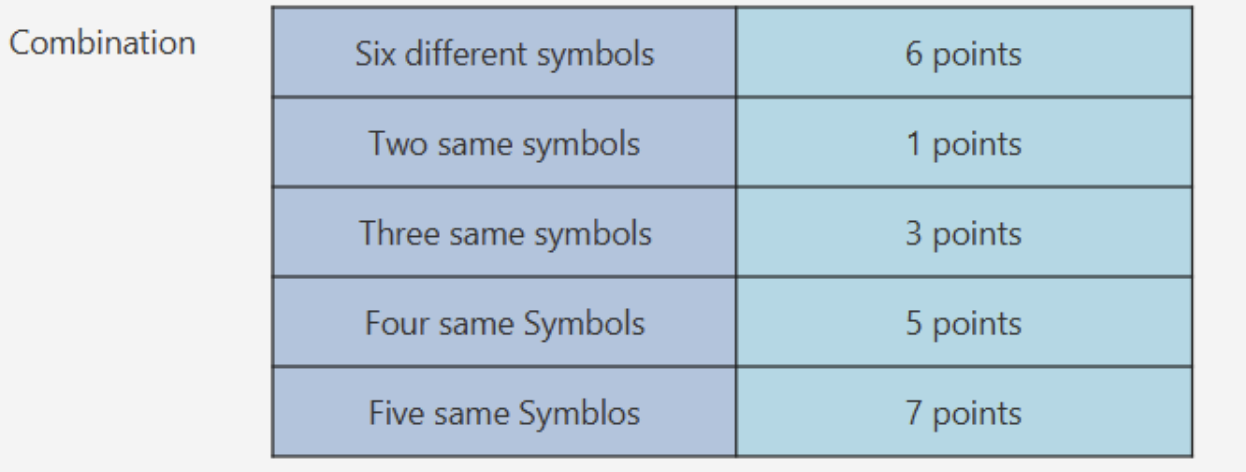 Combination
Six different symbols 6 points
Two same symbols 1 points
Three same symbols 3 points
Four same Symbols 5 points
Five same Symblos 7 points